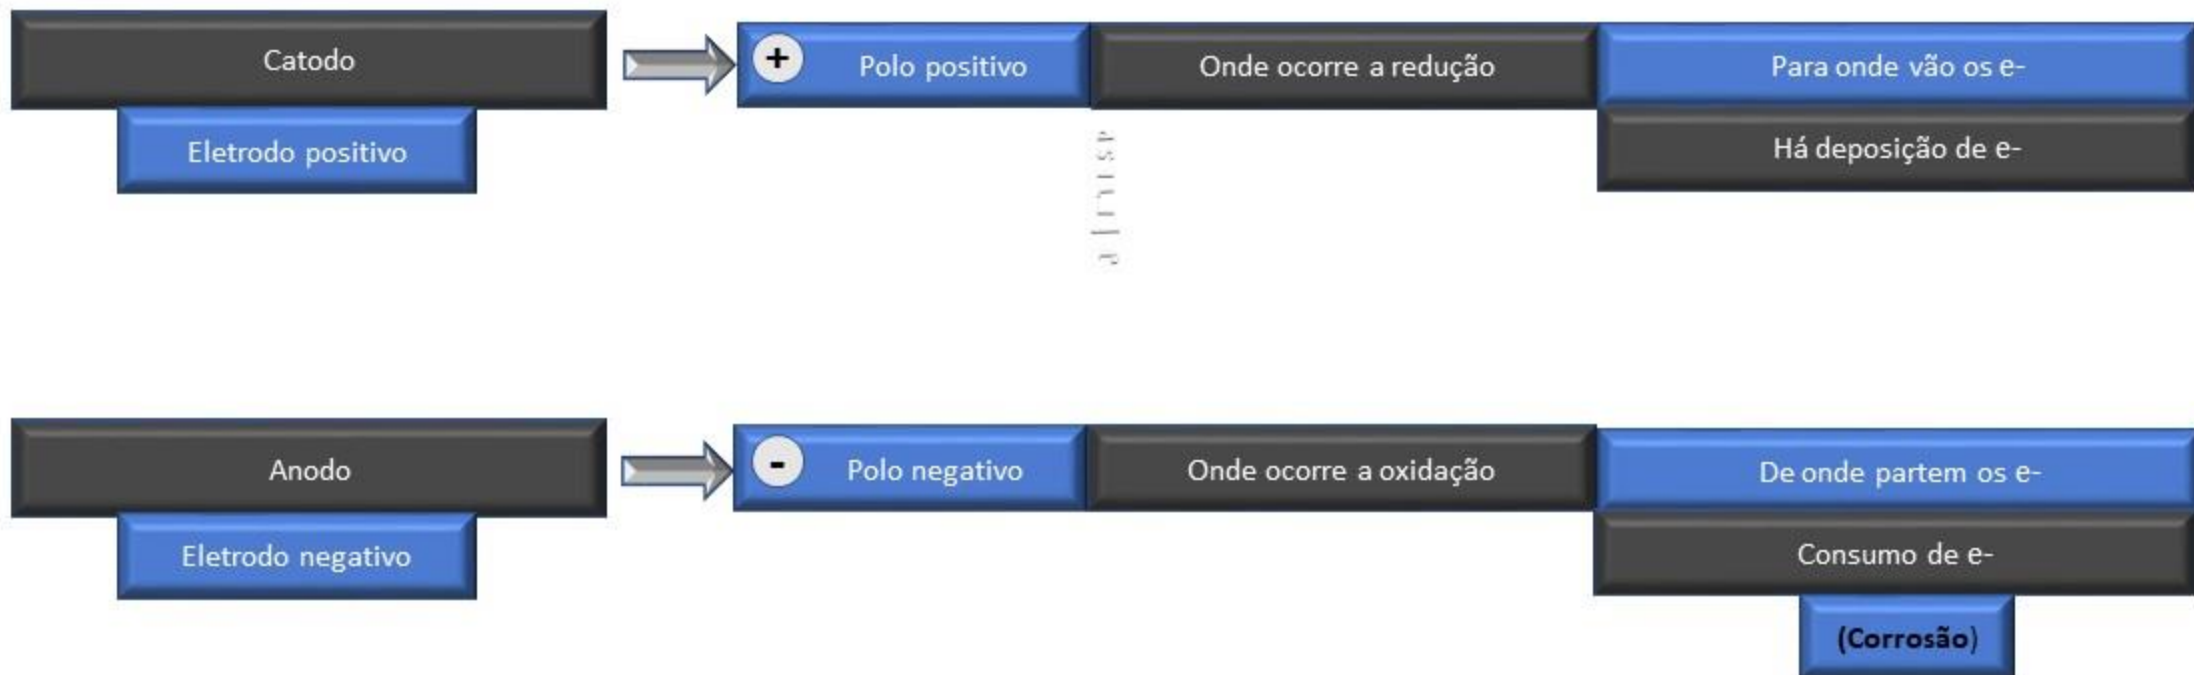 Catodo
+ Polo positivo
Onde ocorre a redução
Para onde vão os e-
Eletrodo positivo
Há deposição de e-
Anodo
- Polo negativo
Onde ocorre a oxidação
De onde partem os e-
Eletrodo negativo
Consumo de e-
(Corrosão)